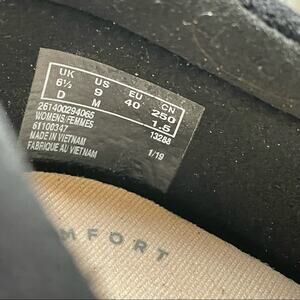 UK US EU CN
6½ 9 40 250
D M 1.5
261400294065
WOMENS/FEMMES 13288
61100347
MADE IN VIETNAM
FABRIQUE AU VIETNAM 1/19
MFORT